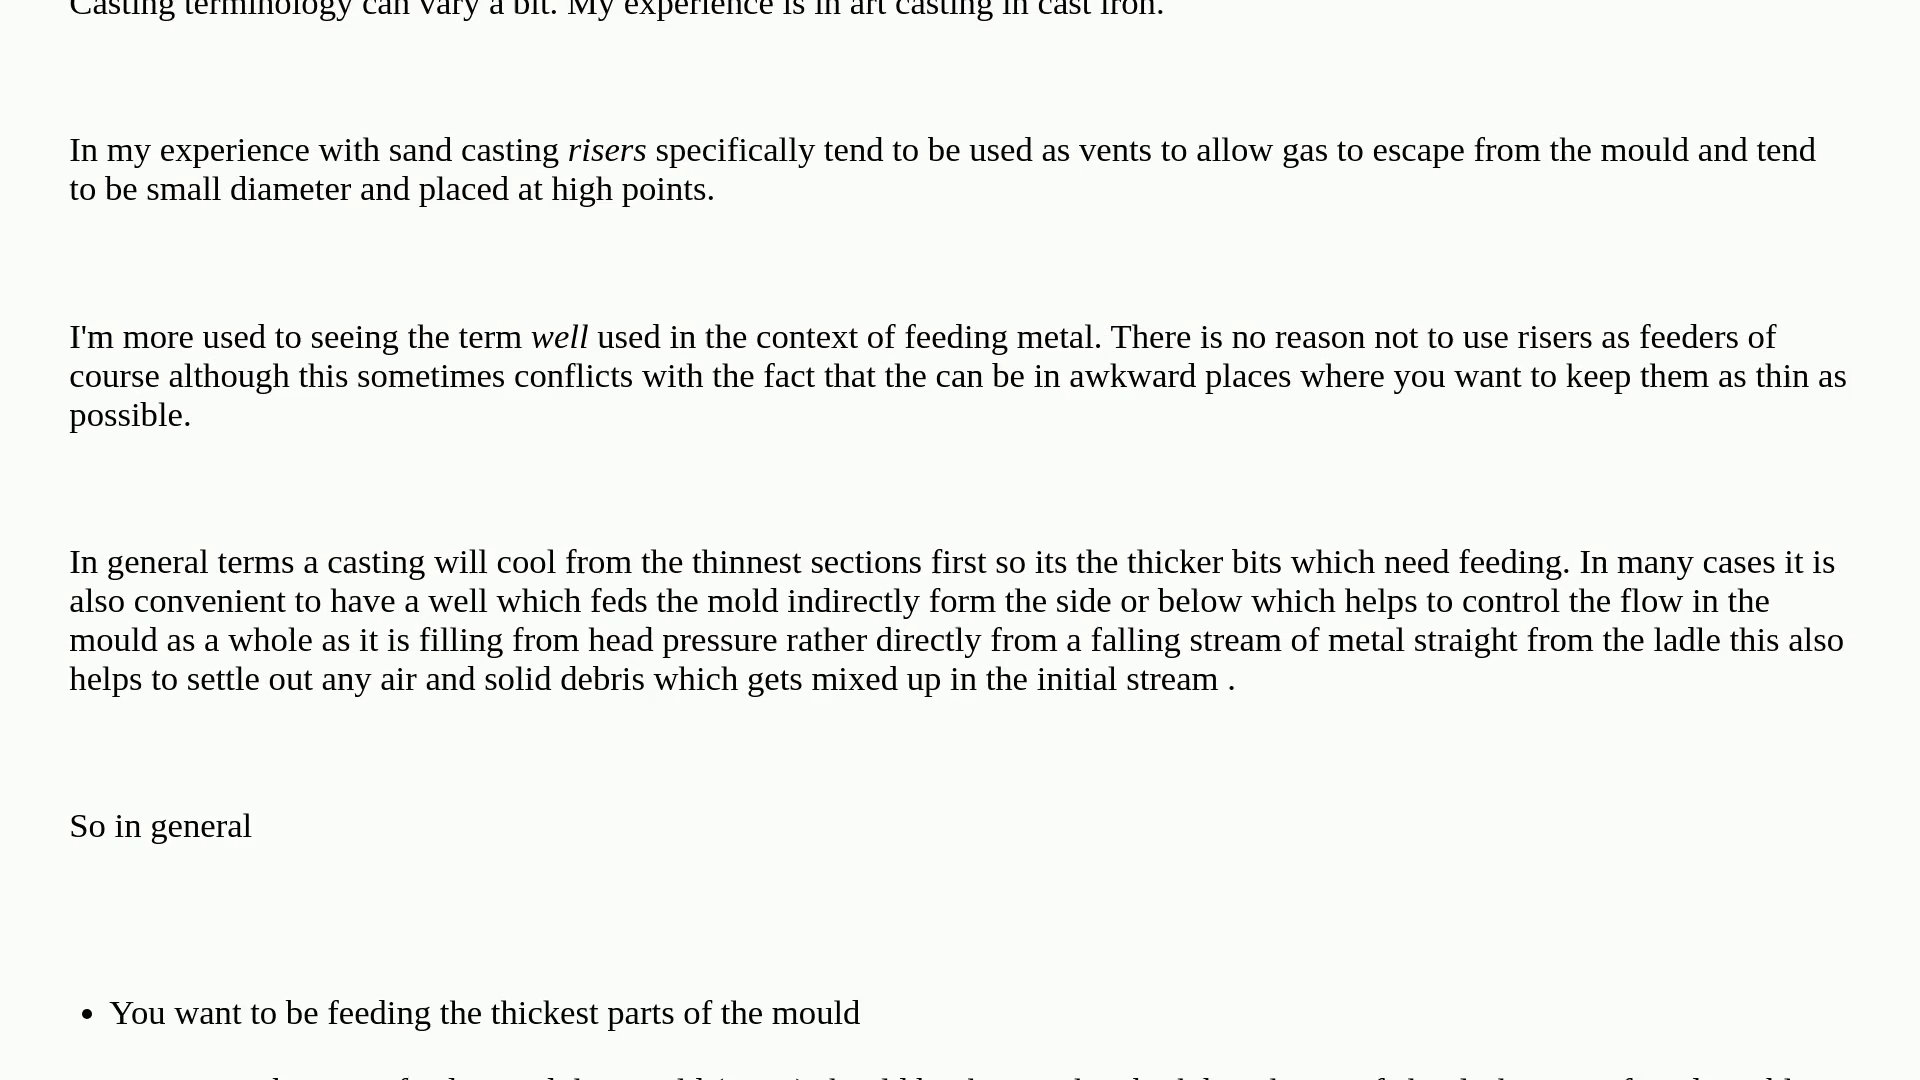 Casting terminology can vary a bit. My experience is in art casting in cast iron.
In my experience with sand casting risers specifically tend to be used as vents to allow gas to escape from the mould and tend
to be small diameter and placed at high points.
I'm more used to seeing the term well used in the context of feeding metal. There is no reason not to use risers as feeders of
course although this sometimes conflicts with the fact that the can be in awkward places where you want to keep them as thin as
possible.
In general terms a casting will cool from the thinnest sections first so its the thicker bits which need feeding. In many cases it is
also convenient to have a well which feds the mold indirectly form the side or below which helps to control the flow in the
mould as a whole as it is filling from head pressure rather directly from a falling stream of metal straight from the ladle this also
helps to settle out any air and solid debris which gets mixed up in the initial stream .
So in general
• You want to be feeding the thickest parts of the mould